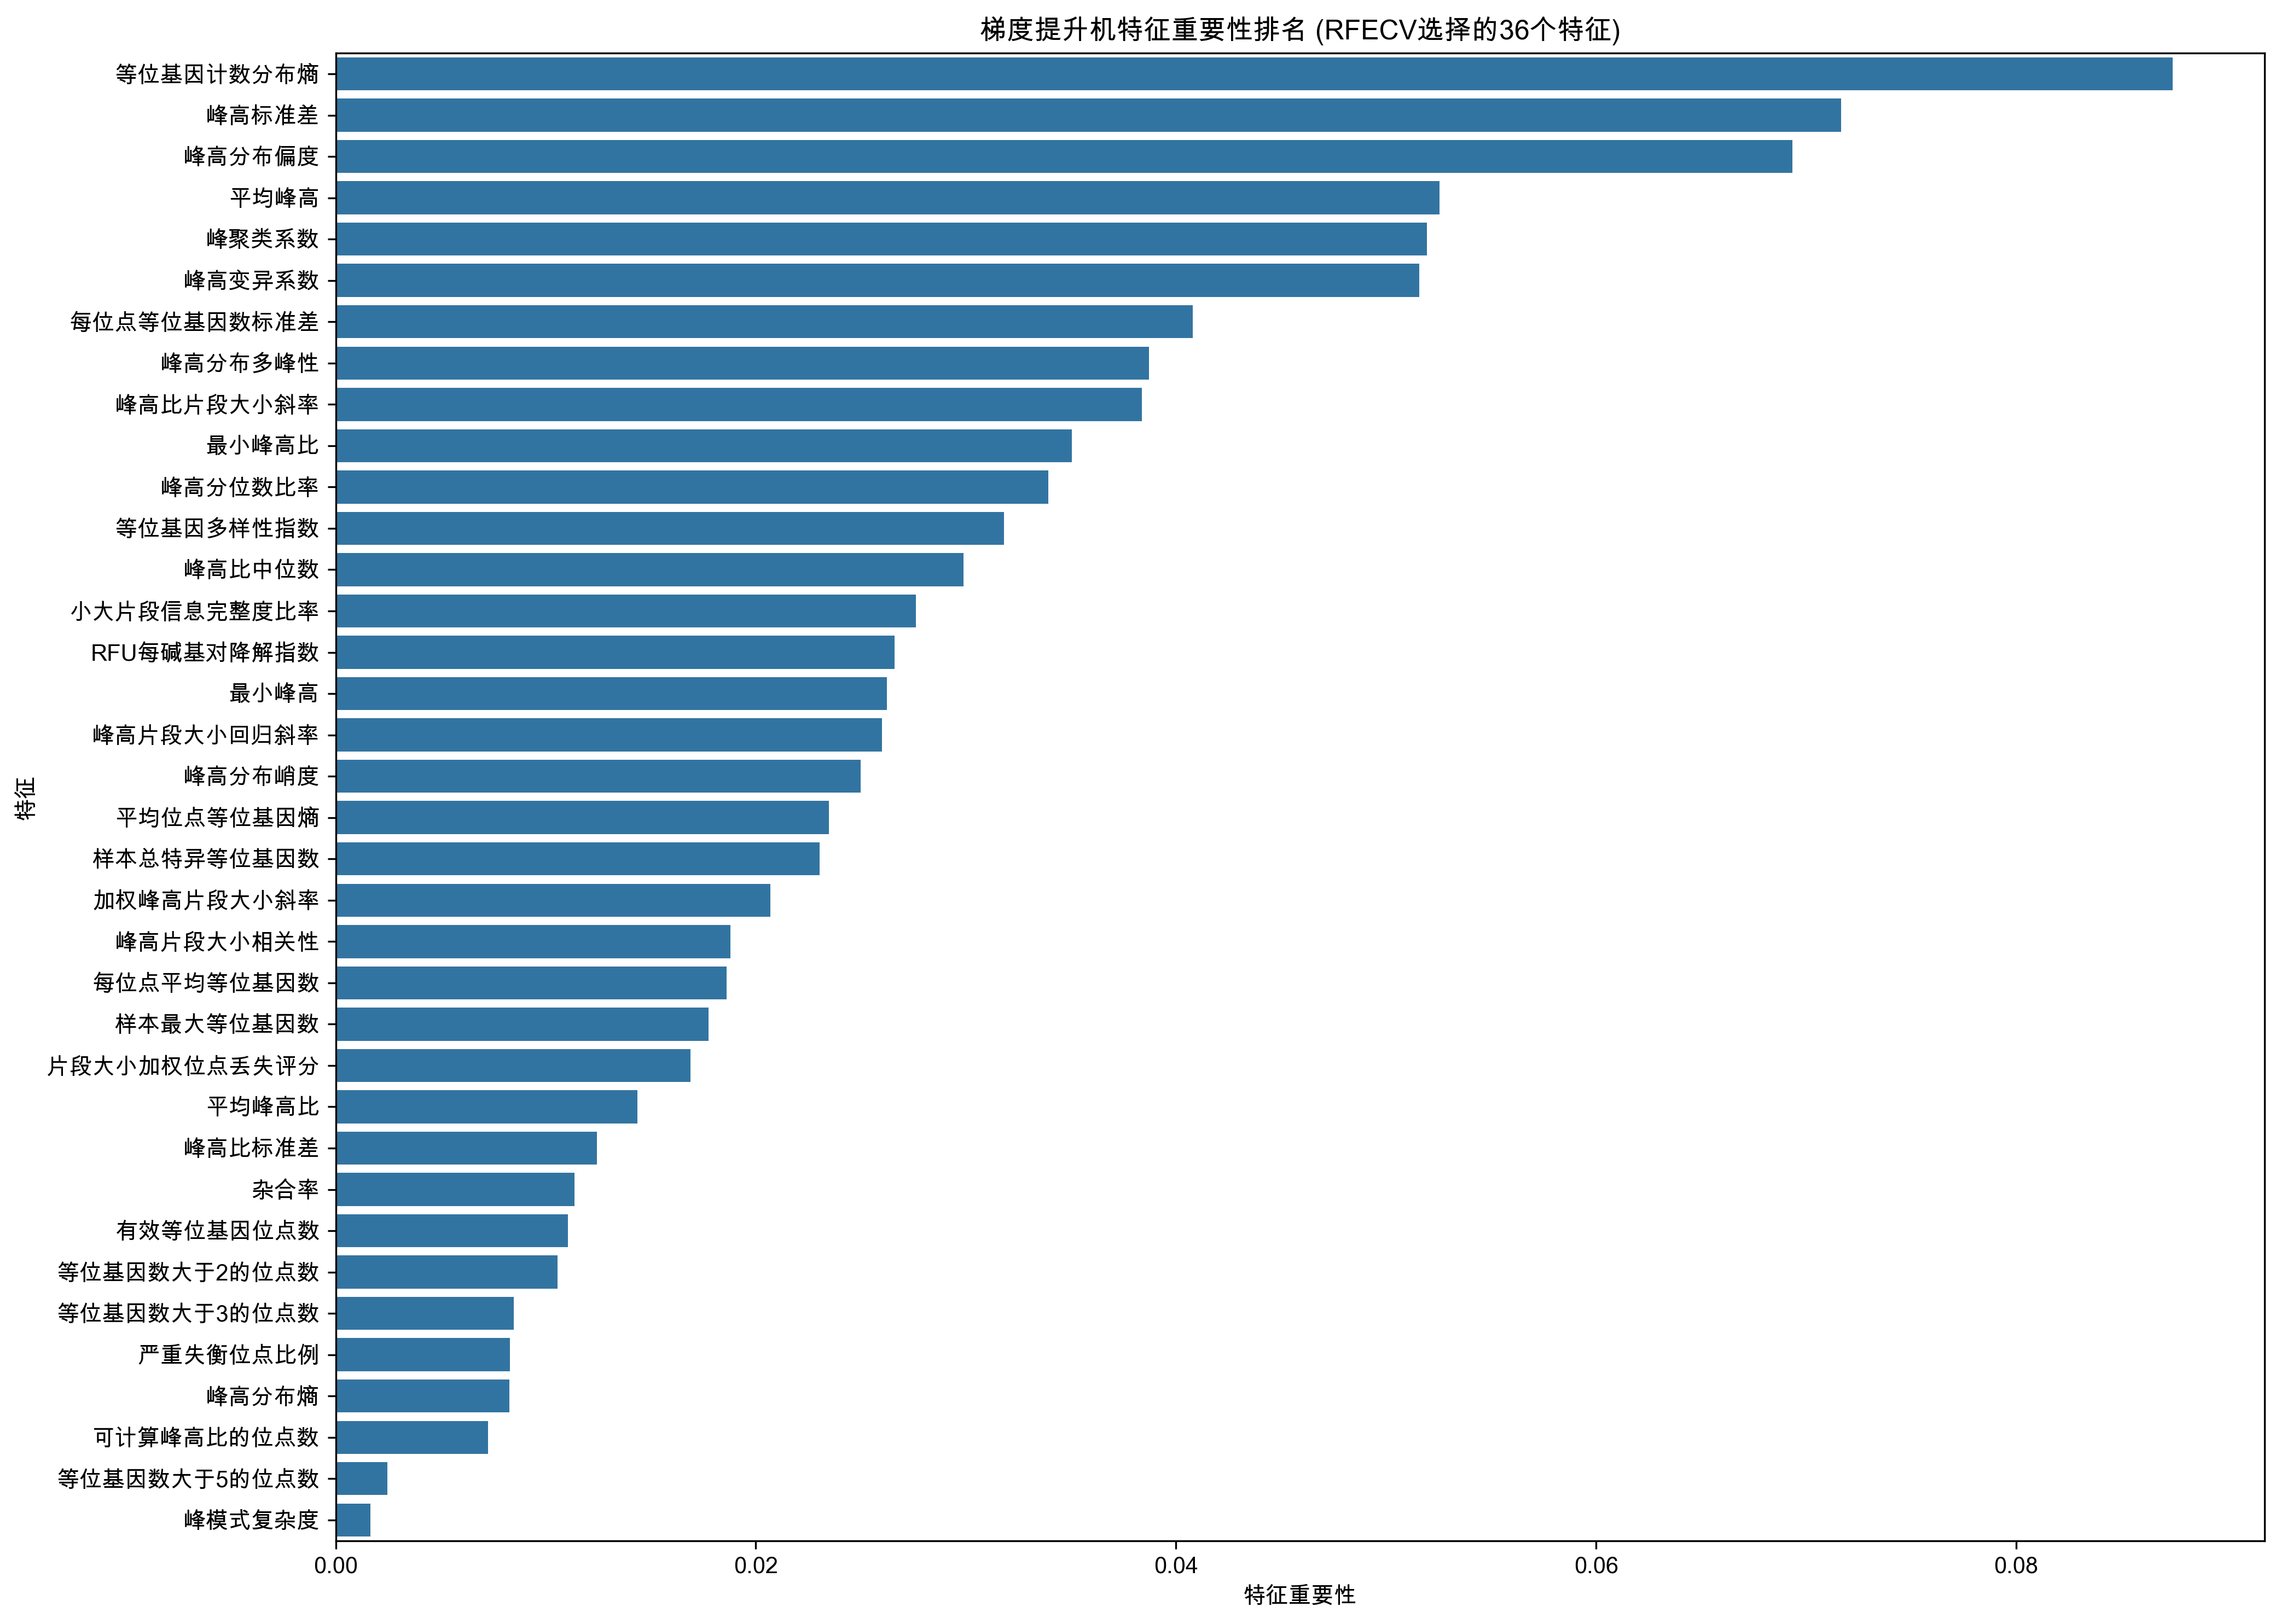 梯度提升机特征重要性排名 (RFECV选择的36个特征)
等位基因计数分布熵
峰高标准差
峰高分布偏度
平均峰高
峰聚类系数
峰高变异系数
每位点等位基因数标准差
峰高分布多峰性
峰高比片段大小斜率
最小峰高比
峰高分位数比率
等位基因多样性指数
峰高比中位数
小大片段信息完整度比率
RFU每碱基对降解指数
最小峰高
峰高片段大小回归斜率
峰高分布峭度
平均位点等位基因熵
样本总特异等位基因数
加权峰高片段大小斜率
峰高片段大小相关性
每位点平均等位基因数
样本最大等位基因数
片段大小加权位点丢失评分
平均峰高比
峰高比标准差
杂合率
有效等位基因位点数
等位基因数大于2的位点数
等位基因数大于3的位点数
严重失衡位点比例
峰高分布熵
可计算峰高比的位点数
等位基因数大于5的位点数
峰模式复杂度
特征
0.00
0.02
0.04
0.06
0.08
特征重要性